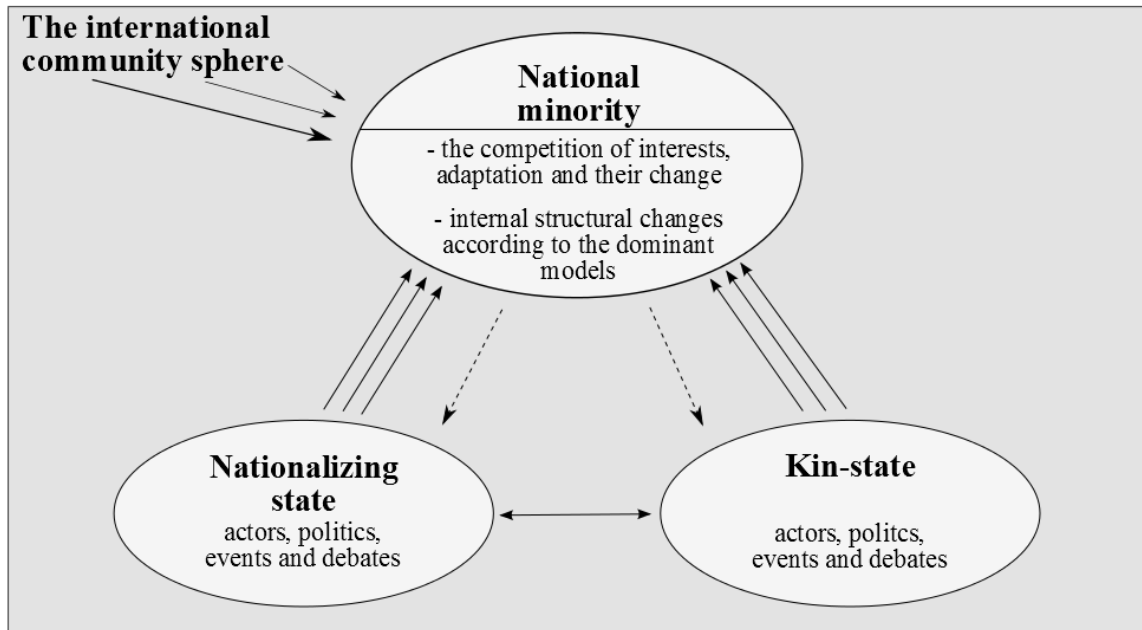 The international
community sphere
National
minority
- the competition of interests,
adaptation and their change
- internal structural changes
according to the dominant
models
Nationalizing
state
actors, politics,
events and debates
Kin-state
actors, politcs,
events and debates